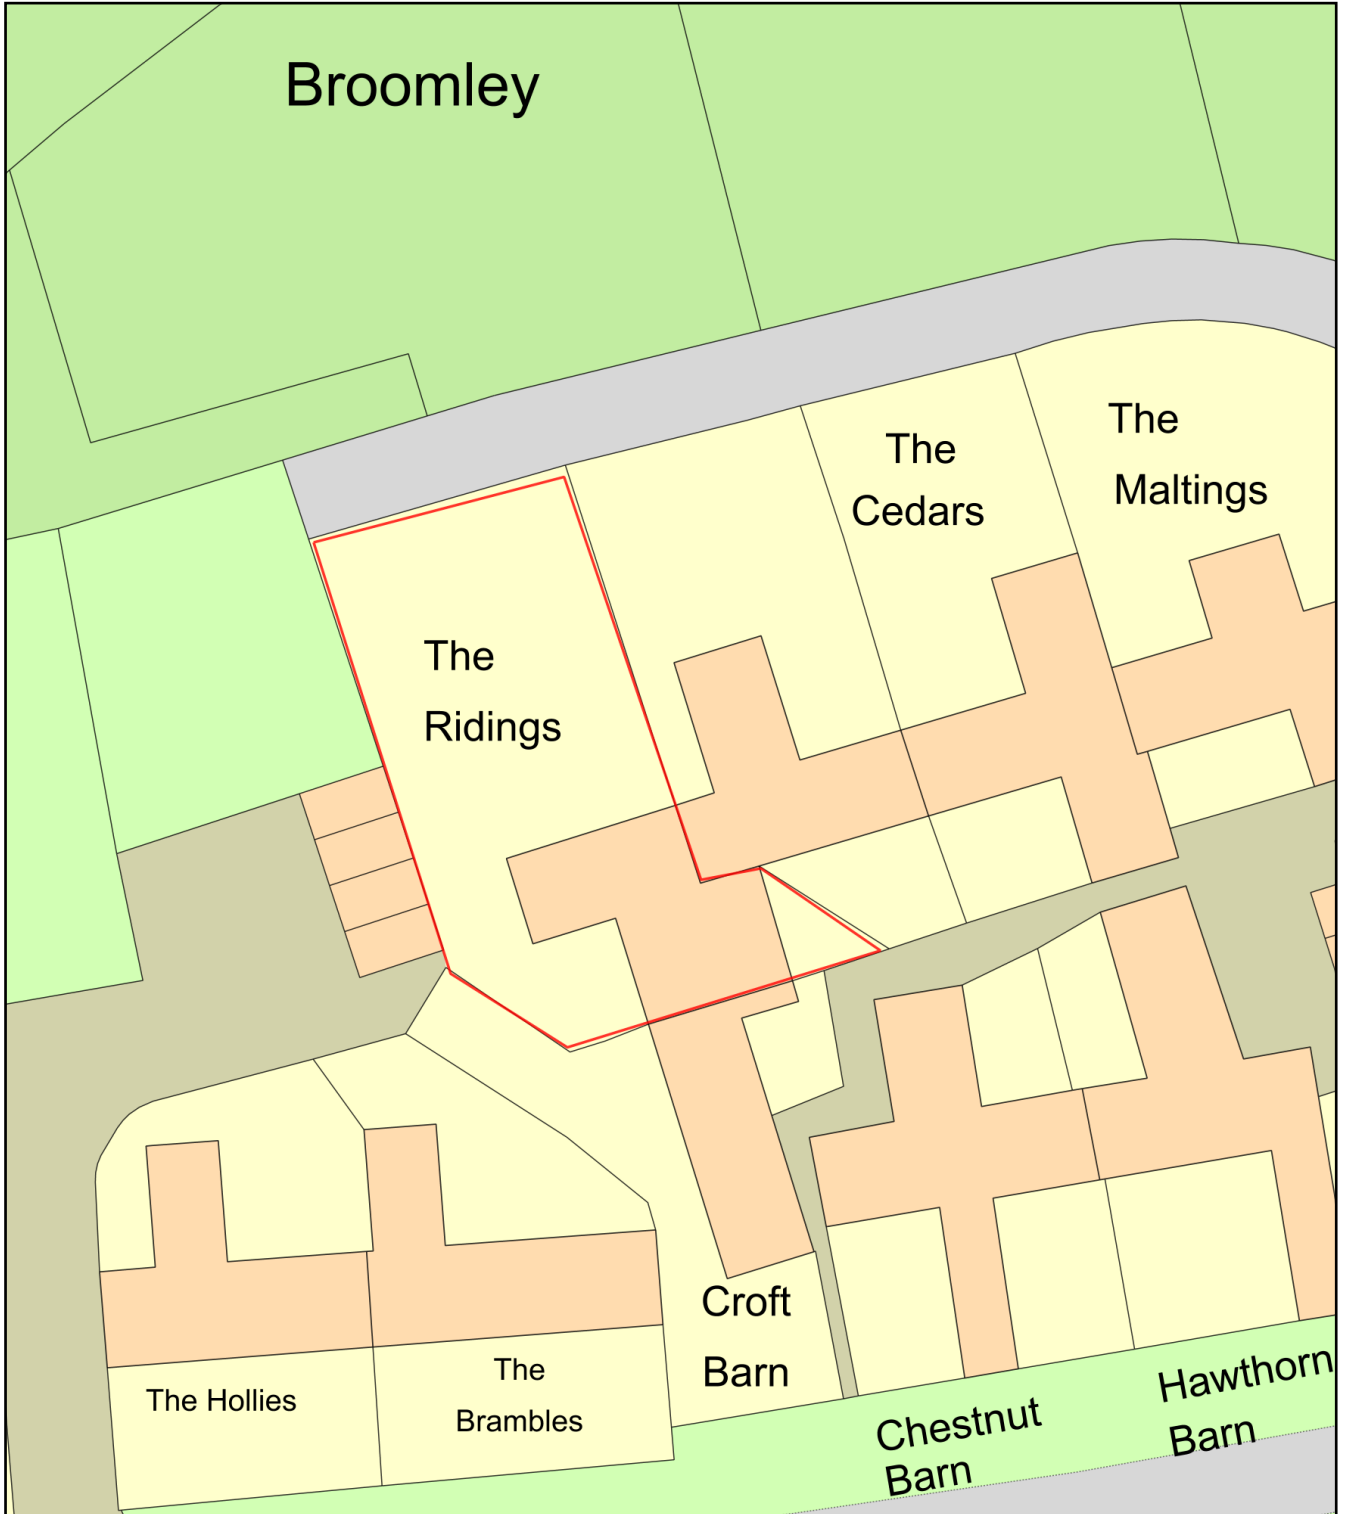 Broomley
The
Cedars
The
Maltings
The
Ridings
Croft
Barn
The Hollies
The
Brambles
Chestnut
Barn
Hawthorn
Barn